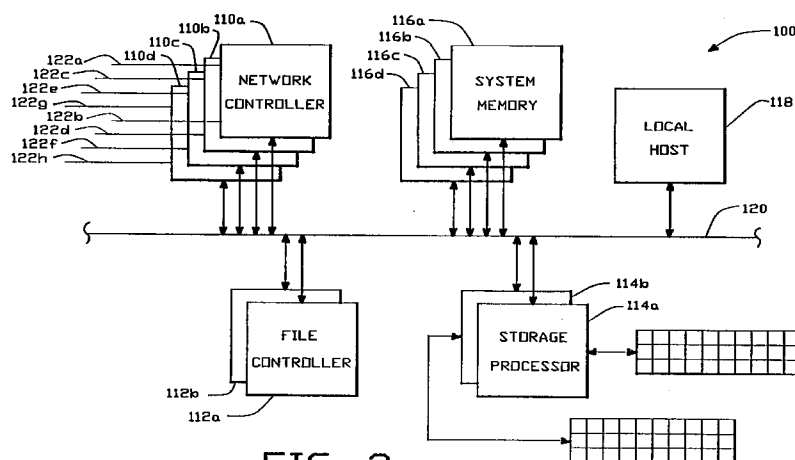 110a
110b
110c
110d
122a
122c
122e
122g
122b
122d
122f
122h
NETWORK
CONTROLLER
116a
116b
116c
116d
SYSTEM
MEMORY
100
118
LOCAL
HOST
120
FILE
CONTROLLER
112b
112a
114b
114a
STORAGE
PROCESSOR